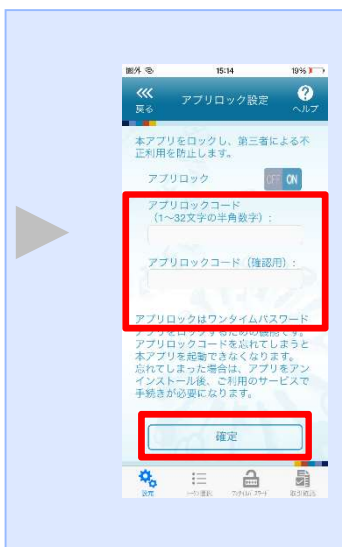 圏外
15:14
19%
戻る
アプリロック設定
ヘルプ
本アプリをロックし、第三者による不
正利用を防止します。
アプリロック
OFF ON
アプリロックコード
(1～32文字の半角数字):
アプリロックコード(確認用):
アプリロックはワンタイムパスワード
アプリをロックするための機能です。
アプリロックコードを忘れてしまうと
本アプリを起動できなくなります。
忘れてしまった場合は、アプリをアン
インストール後、ご利用のサービスで
手続きが必要になります。
確定
設定
取引認証